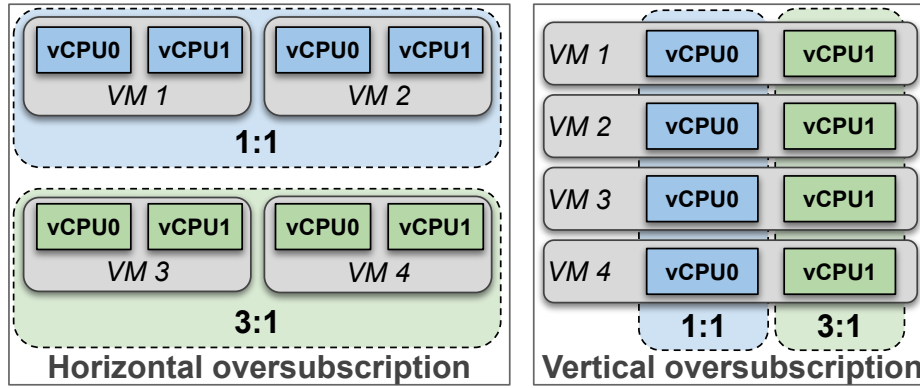 vCPU0 vCPU1 vCPU0 vCPU1
VM 1 VM 2
1:1
vCPU0 vCPU1 vCPU0 vCPU1
VM 3 VM 4
3:1
Horizontal oversubscription
VM 1 vCPU0 vCPU1
VM 2 vCPU0 vCPU1
VM 3 vCPU0 vCPU1
VM 4 vCPU0 vCPU1
1:1 3:1
Vertical oversubscription